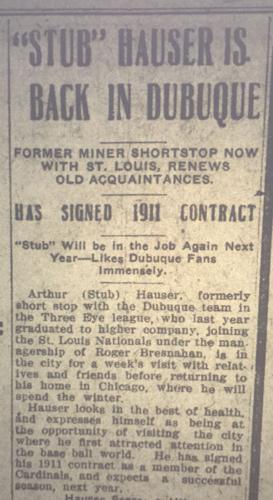 "STUB" HAUSER IS
BACK IN DUBUQUE
FORMER MINER SHORTSTOP NOW
WITH ST. LOUIS, RENEWS
OLD ACQUAINTANCES.
HAS SIGNED 1911 CONTRACT
"Stub" Will be in the Job Again Next
Year—Likes Dubuque Fans
Immensely.
Arthur (Stub) Hauser, formerly
short stop with the Dubuque team in
the Three Eye league, who last year
graduated to higher company, joining
the St. Louis Nationals under the man-
agership of Roger Bresnahan, is in
the city for a week's visit with relat-
ives and friends before returning to
his home in Chicago, where he will
spend the winter.
Hauser looks in the best of health,
and expresses himself as being at
the opportunity of visiting the city
where he first attracted attention in
the base ball world. He has signed
his 1911 contract as a member of the
Cardinals, and expects a successful
season, next year.
Hauser